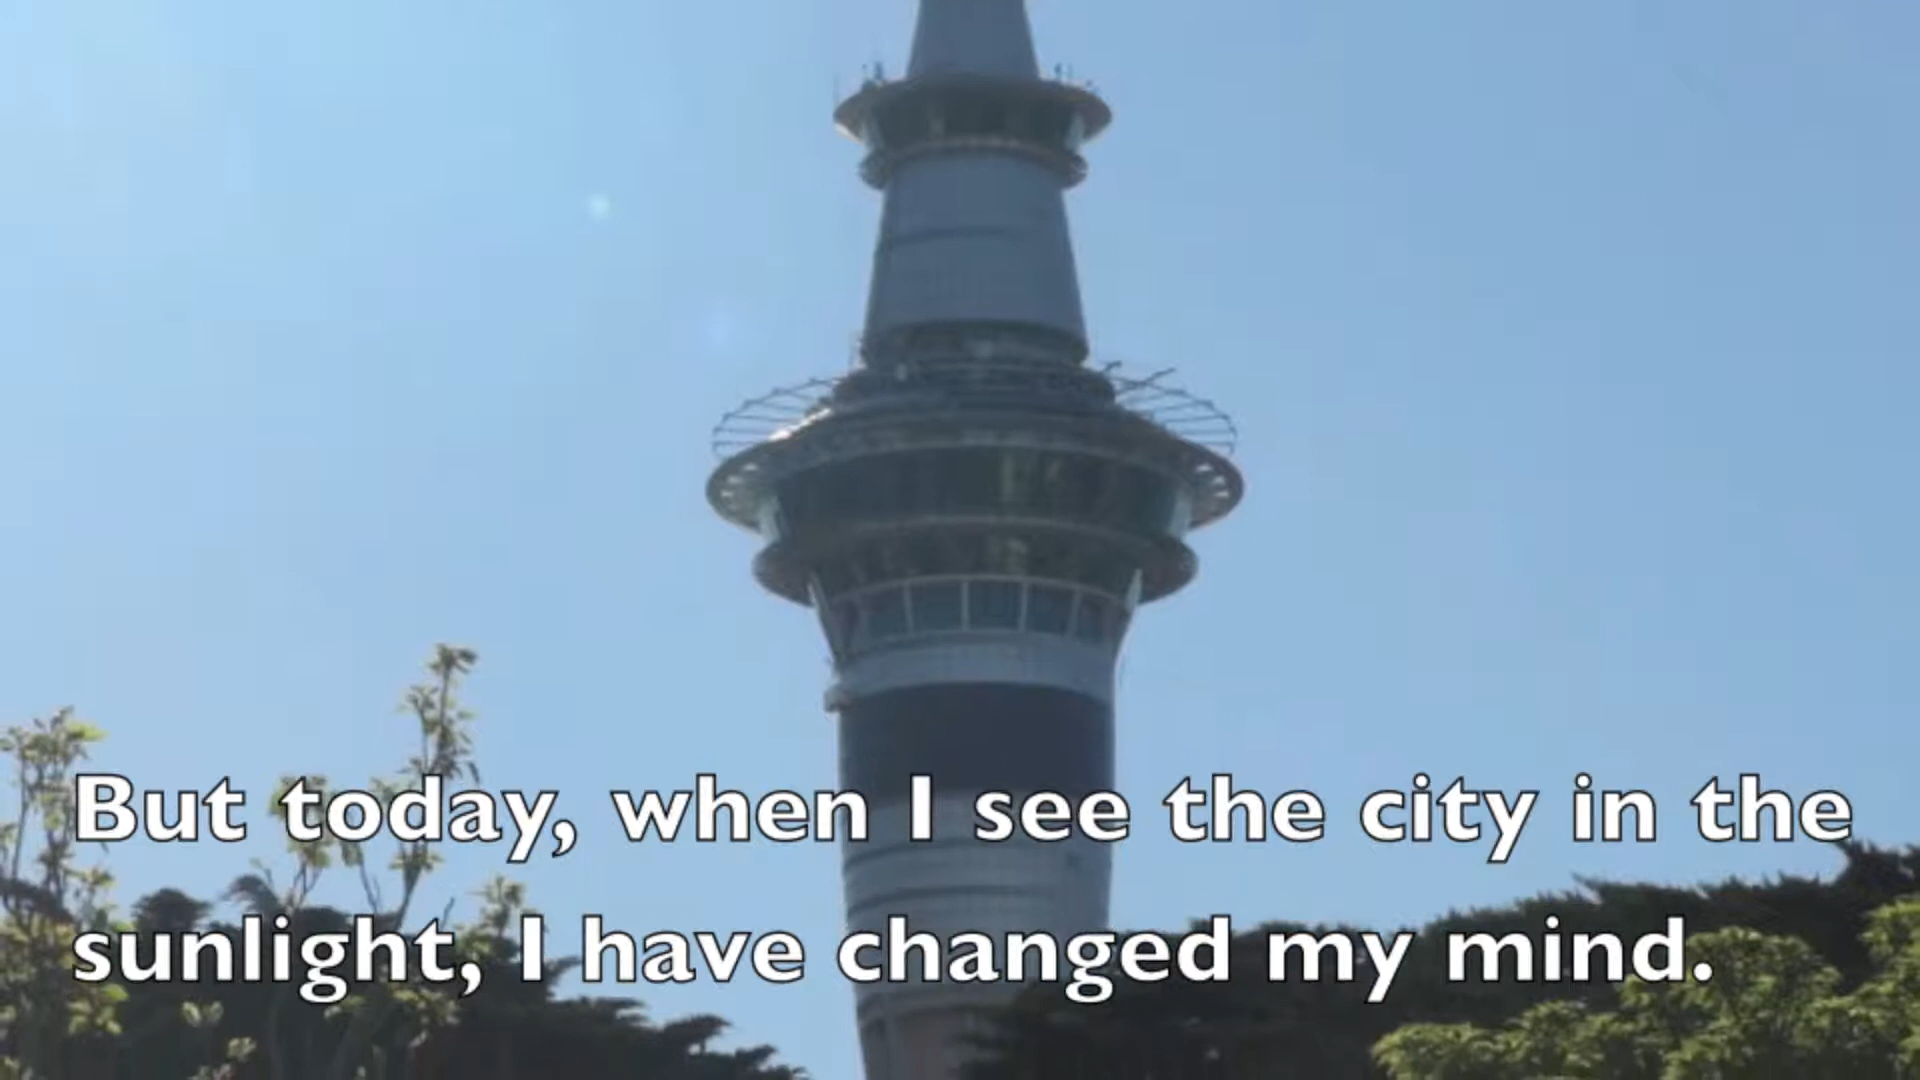 But today, when I see the city in the
sunlight, I have changed my mind.